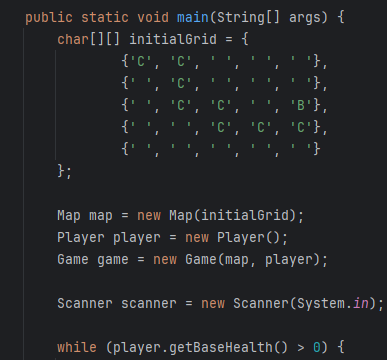 public static void main(String[] args) {
    char[][] initialGrid = {
            {'C', 'C', ' ', ' ', ' '},
            {' ', 'C', ' ', ' ', ' '},
            {' ', 'C', 'C', ' ', 'B'},
            {' ', ' ', 'C', 'C', 'C'},
            {' ', ' ', ' ', ' ', ' '}
    };
    Map map = new Map(initialGrid);
    Player player = new Player();
    Game game = new Game(map, player);
    Scanner scanner = new Scanner(System.in);
    while (player.getBaseHealth() > 0) {